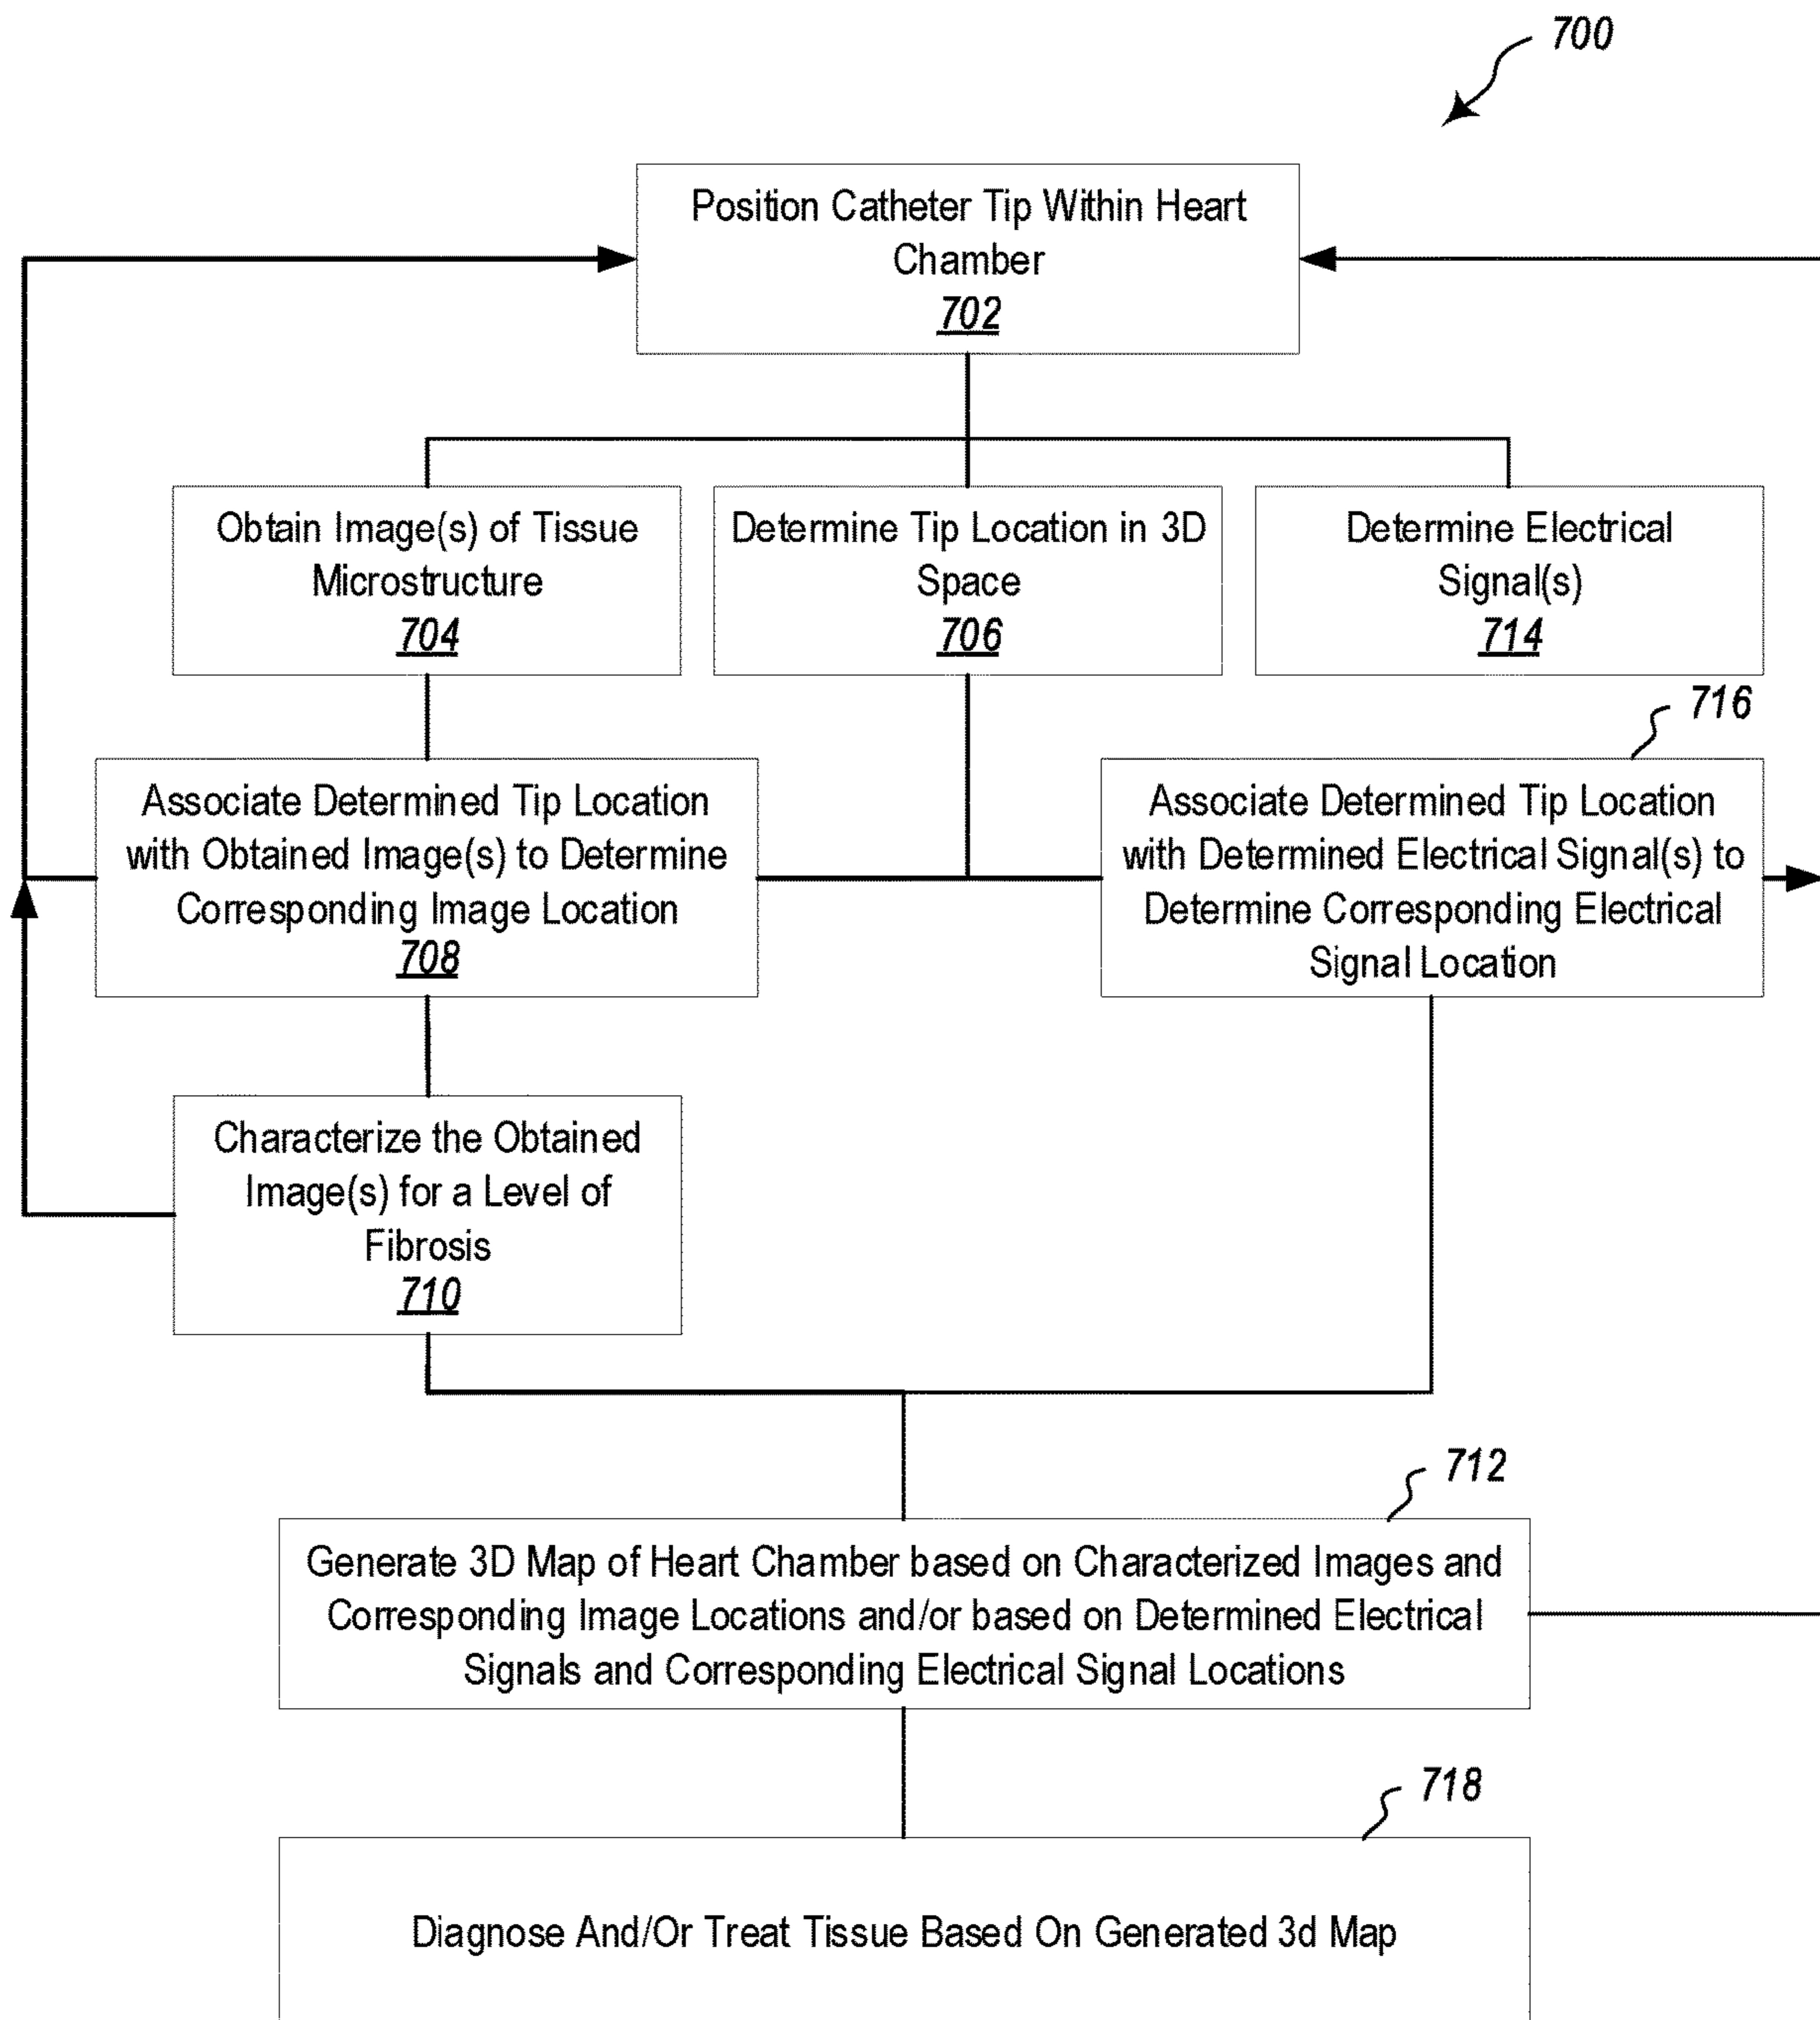 700
Position Catheter Tip Within Heart
Chamber
702
Obtain Image(s) of Tissue
Microstructure
704
Determine Tip Location in 3D
Space
706
Determine Electrical
Signal(s)
714
716
Associate Determined Tip Location
with Obtained Image(s) to Determine
Corresponding Image Location
708
Associate Determined Tip Location
with Determined Electrical Signal(s) to
Determine Corresponding Electrical
Signal Location
Characterize the Obtained
Image(s) for a Level of
Fibrosis
710
712
Generate 3D Map of Heart Chamber based on Characterized Images and
Corresponding Image Locations and/or based on Determined Electrical
Signals and Corresponding Electrical Signal Locations
718
Diagnose And/Or Treat Tissue Based On Generated 3d Map